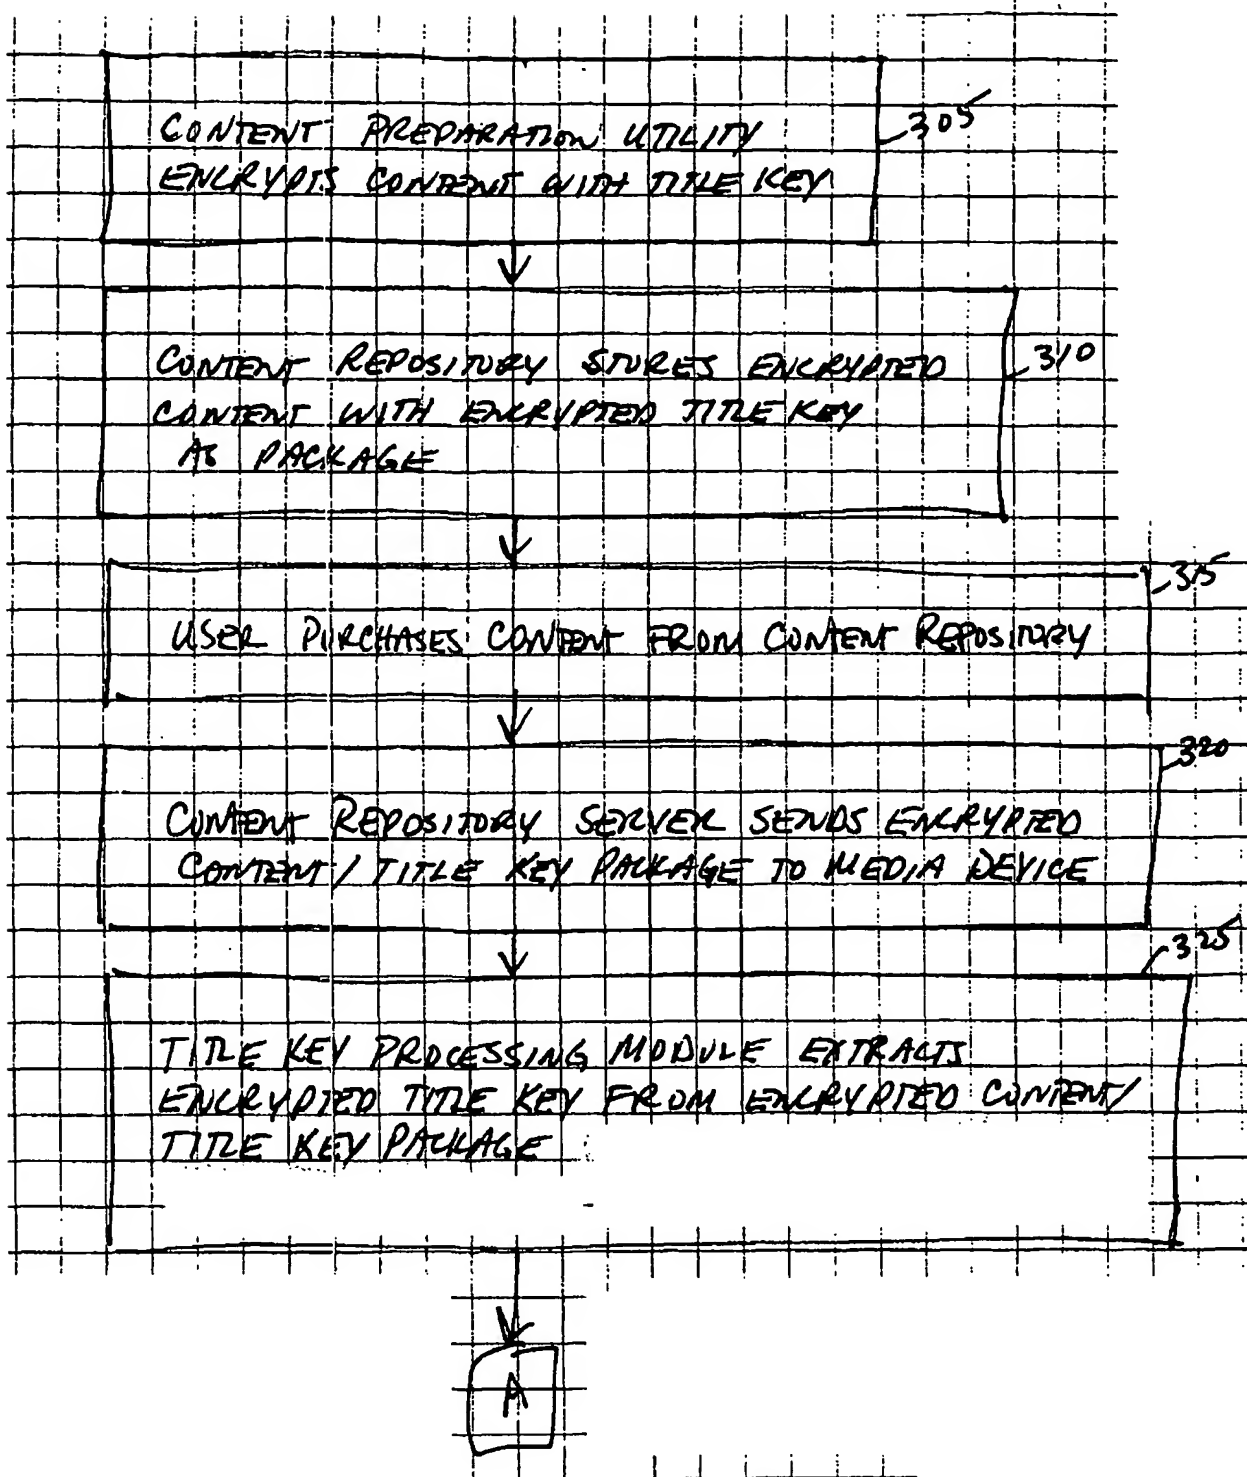 CONTENT PREPARATION UTILITY
305
ENCRYPTS CONTENT WITH TITLE KEY
CONTENT REPOSITORY STORES ENCRYPTED
310
CONTENT WITH ENCRYPTED TITLE KEY
AS PACKAGE
315
USER PURCHASES CONTENT FROM CONTENT REPOSITORY
320
CONTENT REPOSITORY SERVER SENDS ENCRYPTED
CONTENT / TITLE KEY PACKAGE TO MEDIA DEVICE
325
TITLE KEY PROCESSING MODULE EXTRACTS
ENCRYPTED TITLE KEY FROM ENCRYPTED CONTENT/
TITLE KEY PACKAGE
A